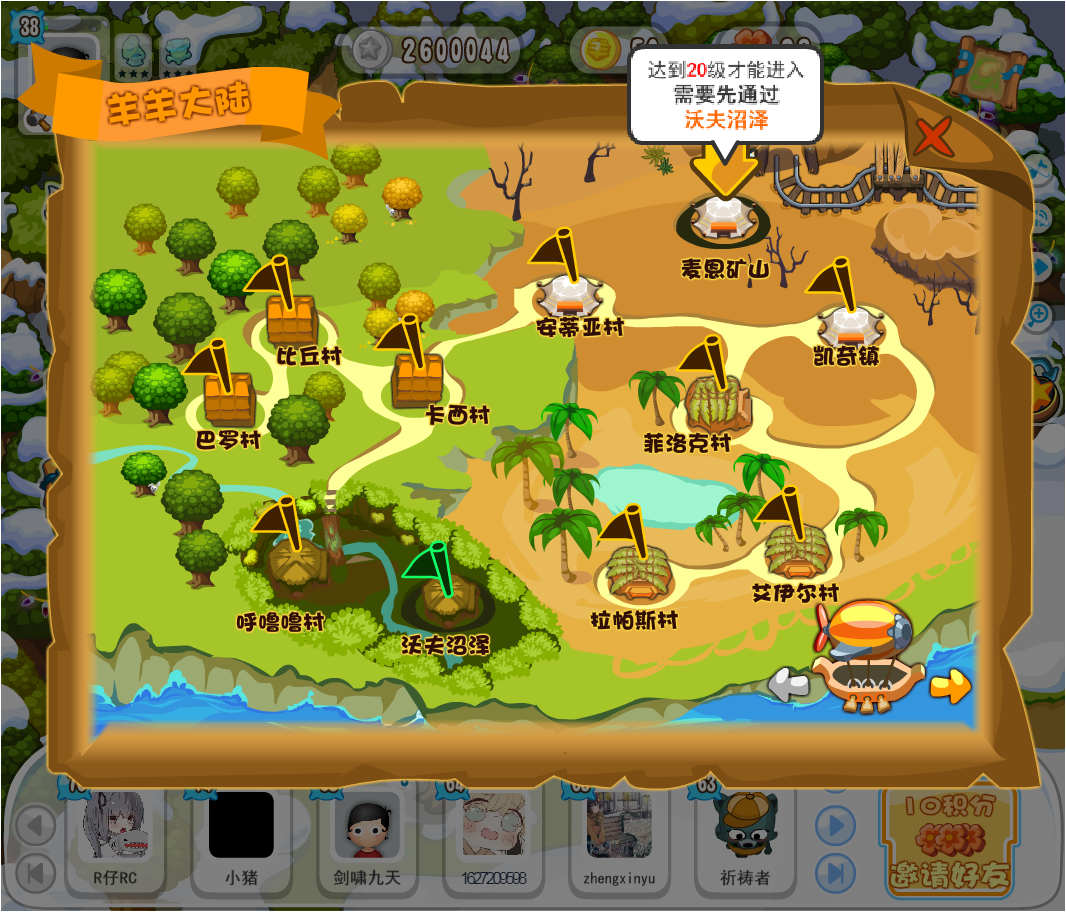 38
2600044
羊羊大陆
达到20级才能进入
需要先通过
沃夫沼泽
麦恩矿山
安蒂亚村
凯奇镇
比丘村
卡西村
巴罗村
菲洛克村
呼噜噜村
沃夫沼泽
拉帕斯村
艾伊尔村
R仔RC
小猪
剑啸九天
1627209598
zhengxinyu
祈祷者
10积分
邀请好友